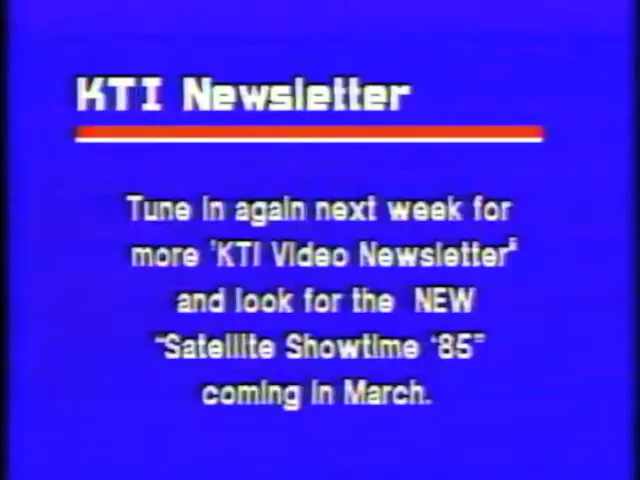 KTI Newsletter
Tune in again next week for
more 'KTI Video Newsletter"
and look for the NEW
"Satellite Showtime '85"
coming in March.